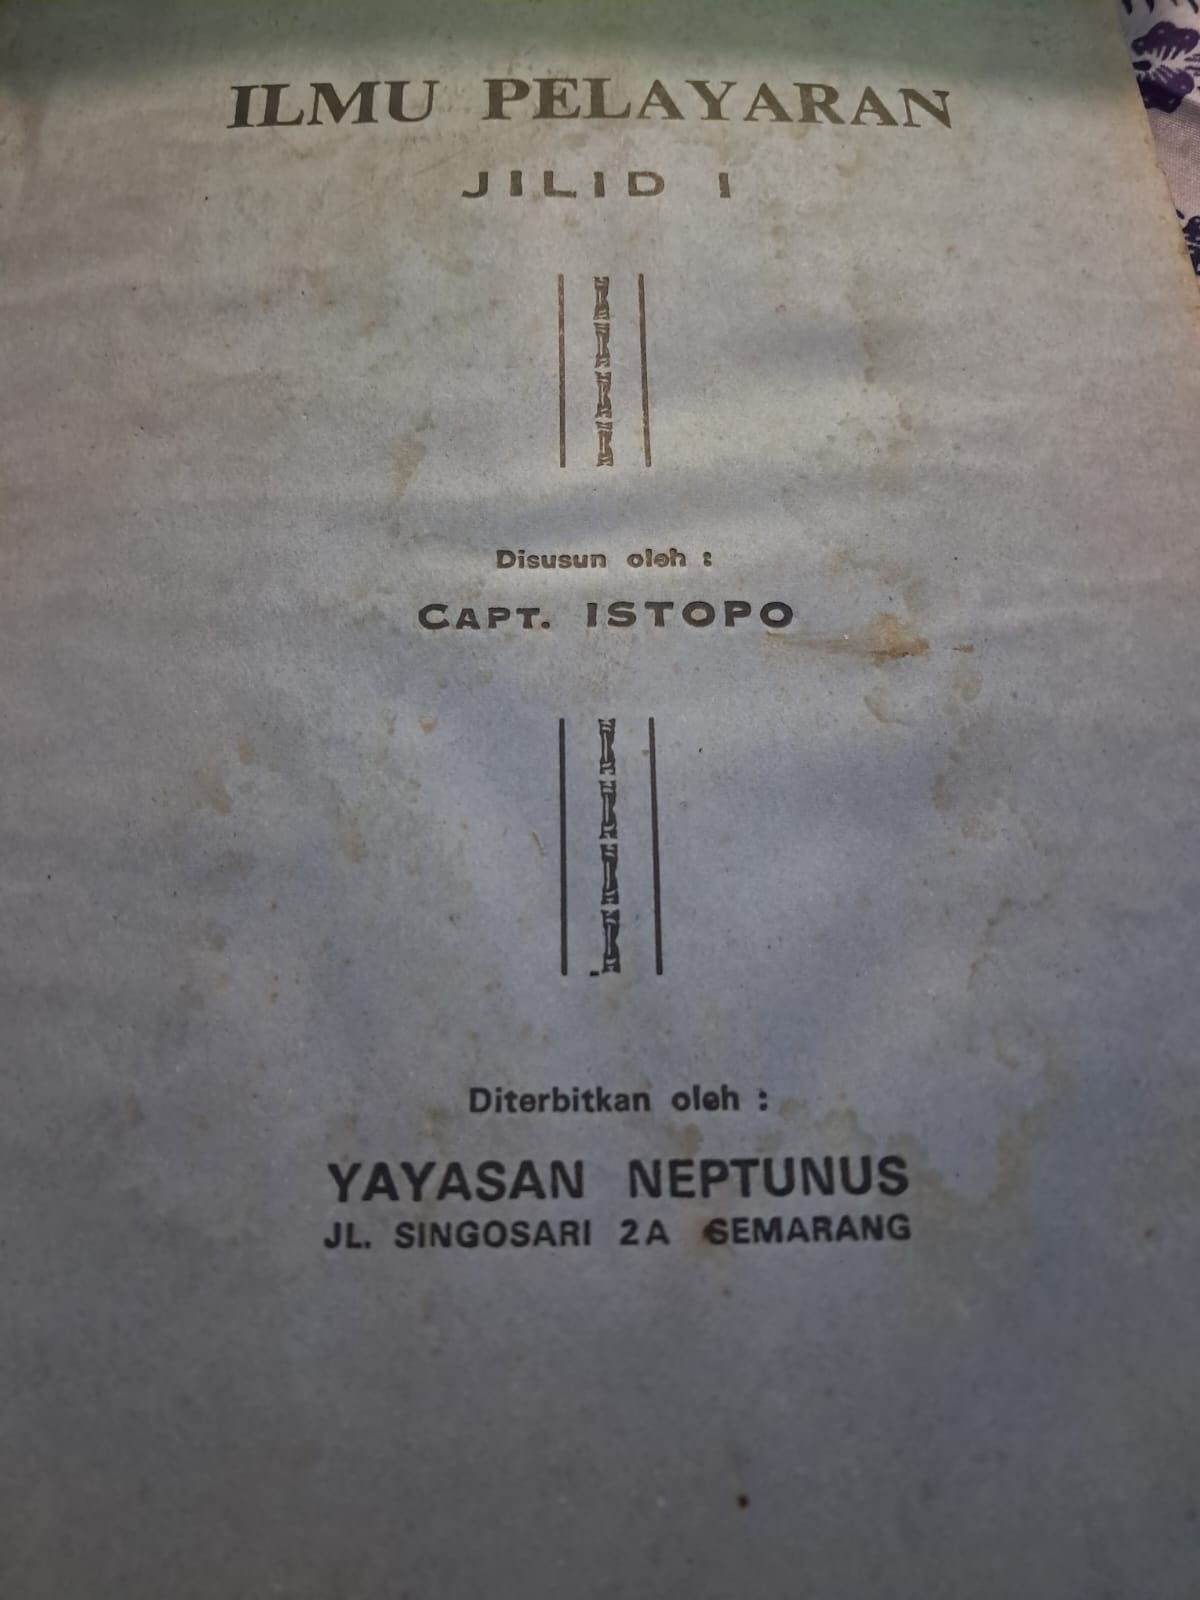 ILMU PELAYARAN
JILID I
Disusun oleh :
CAPT. ISTOPO
Diterbitkan oleh :
YAYASAN NEPTUNUS
JL. SINGOSARI 2A SEMARANG